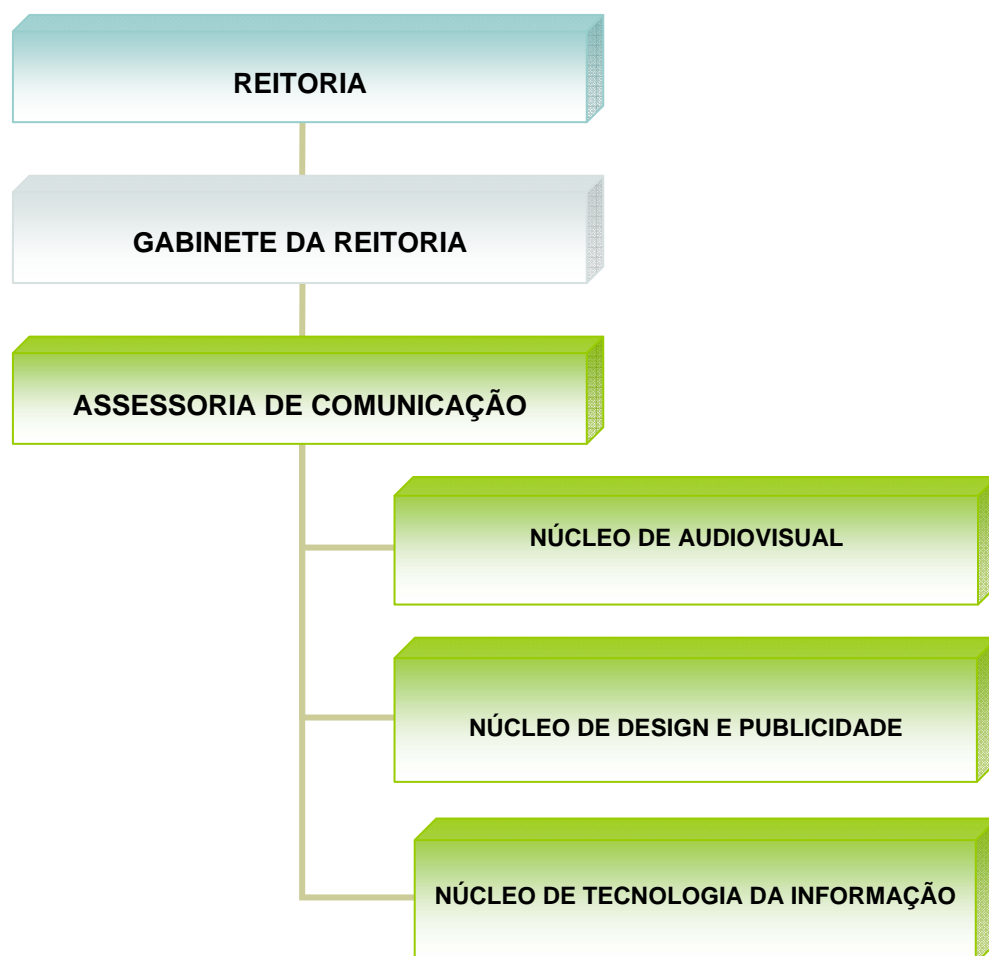 REITORIA
GABINETE DA REITORIA
ASSESSORIA DE COMUNICAÇÃO
NÚCLEO DE AUDIOVISUAL
NÚCLEO DE DESIGN E PUBLICIDADE
NÚCLEO DE TECNOLOGIA DA INFORMAÇÃO